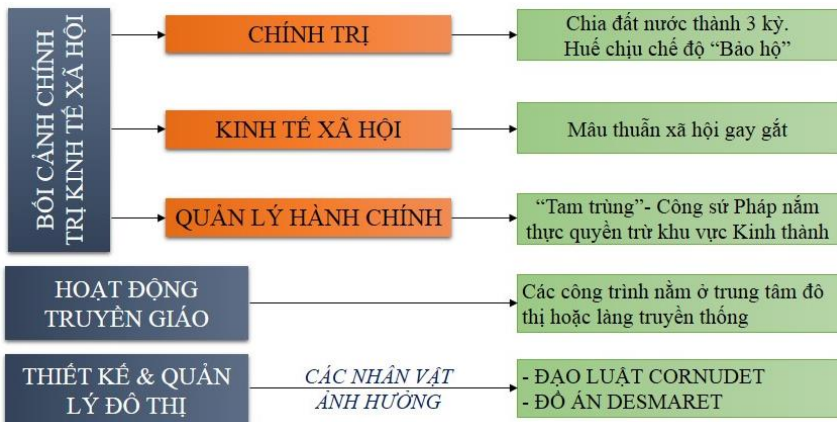 BỐI CẢNH CHÍNH
TRỊ KINH TẾ XÃ HỘI
CHÍNH TRỊ
Chia đất nước thành 3 kỳ.
Huế chịu chế độ “Bảo hộ”
KINH TẾ XÃ HỘI
Mâu thuẫn xã hội gay gắt
QUẢN LÝ HÀNH CHÍNH
“Tam trùng”- Công sứ Pháp nắm
thực quyền trừ khu vực Kinh thành
HOẠT ĐỘNG
TRUYỀN GIÁO
Các công trình nằm ở trung tâm đô
thị hoặc làng truyền thống
THIẾT KẾ & QUẢN
LÝ ĐÔ THỊ
CÁC NHÂN VẬT
ẢNH HƯỞNG
- ĐẠO LUẬT CORNUDET
- ĐỒ ÁN DESMARET